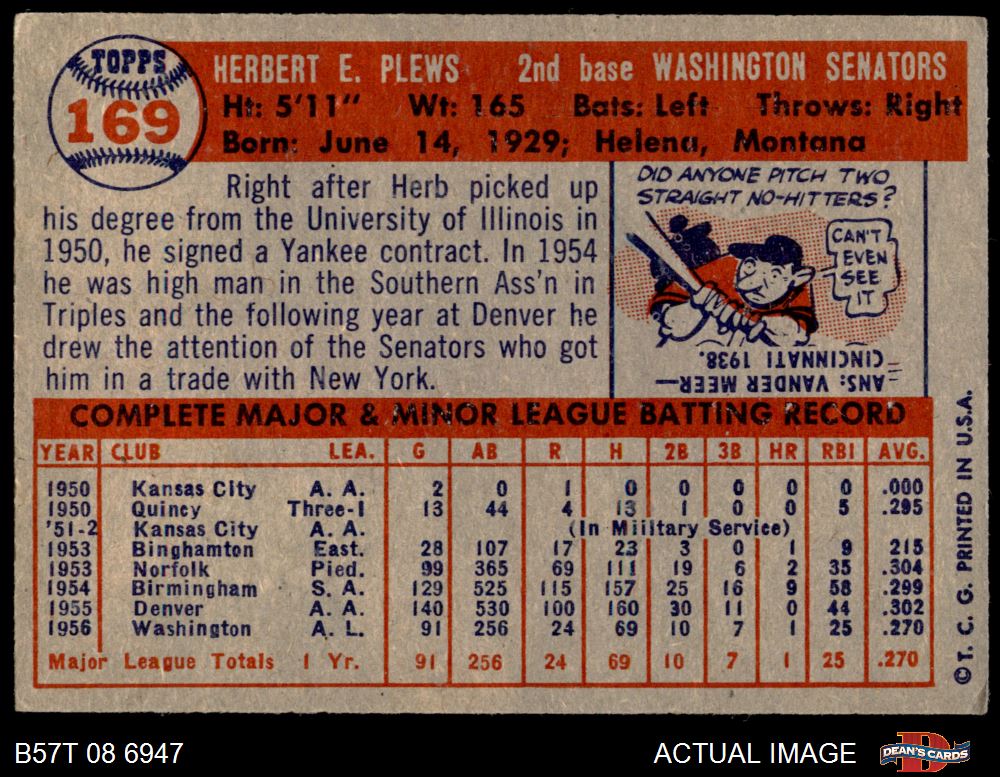 TOPPS
169
HERBERT E. PLEWS 2nd base WASHINGTON SENATORS
Ht: 5'11" Wt: 165 Bats: Left Throws: Right
Born: June 14, 1929; Helena, Montana
Right after Herb picked up
his degree from the University of Illinois in
1950, he signed a Yankee contract. In 1954
he was high man in the Southern Ass'n in
Triples and the following year at Denver he
drew the attention of the Senators who got
him in a trade with New York.
DID ANYONE PITCH TWO
STRAIGHT NO-HITTERS?
CAN'T
EVEN
SEE
IT
ANS: VANDER MEER—
CINCINNATI 1938.
COMPLETE MAJOR & MINOR LEAGUE BATTING RECORD
YEAR CLUB LEA. G AB R H 2B 3B HR RBI AVG.
1950 Kansas City A. A. 2 0 1 0 0 0 0 0 .000
1950 Quincy Three-I 13 44 4 13 1 0 0 5 .295
'51-2 Kansas City A. A. (In Military Service)
1953 Binghamton East. 28 107 17 23 3 0 1 9 215
1953 Norfolk Pied. 99 365 69 111 19 6 2 35 .304
1954 Birmingham S. A. 129 525 115 157 25 16 9 58 .299
1955 Denver A. A. 140 530 100 160 30 11 0 44 .302
1956 Washington A. L. 91 256 24 69 10 7 1 25 .270
Major League Totals 1 Yr. 91 256 24 69 10 7 1 25 .270
©T. C. G. PRINTED IN U.S.A.
B57T 08 6947
ACTUAL IMAGE
DEAN'S CARDS